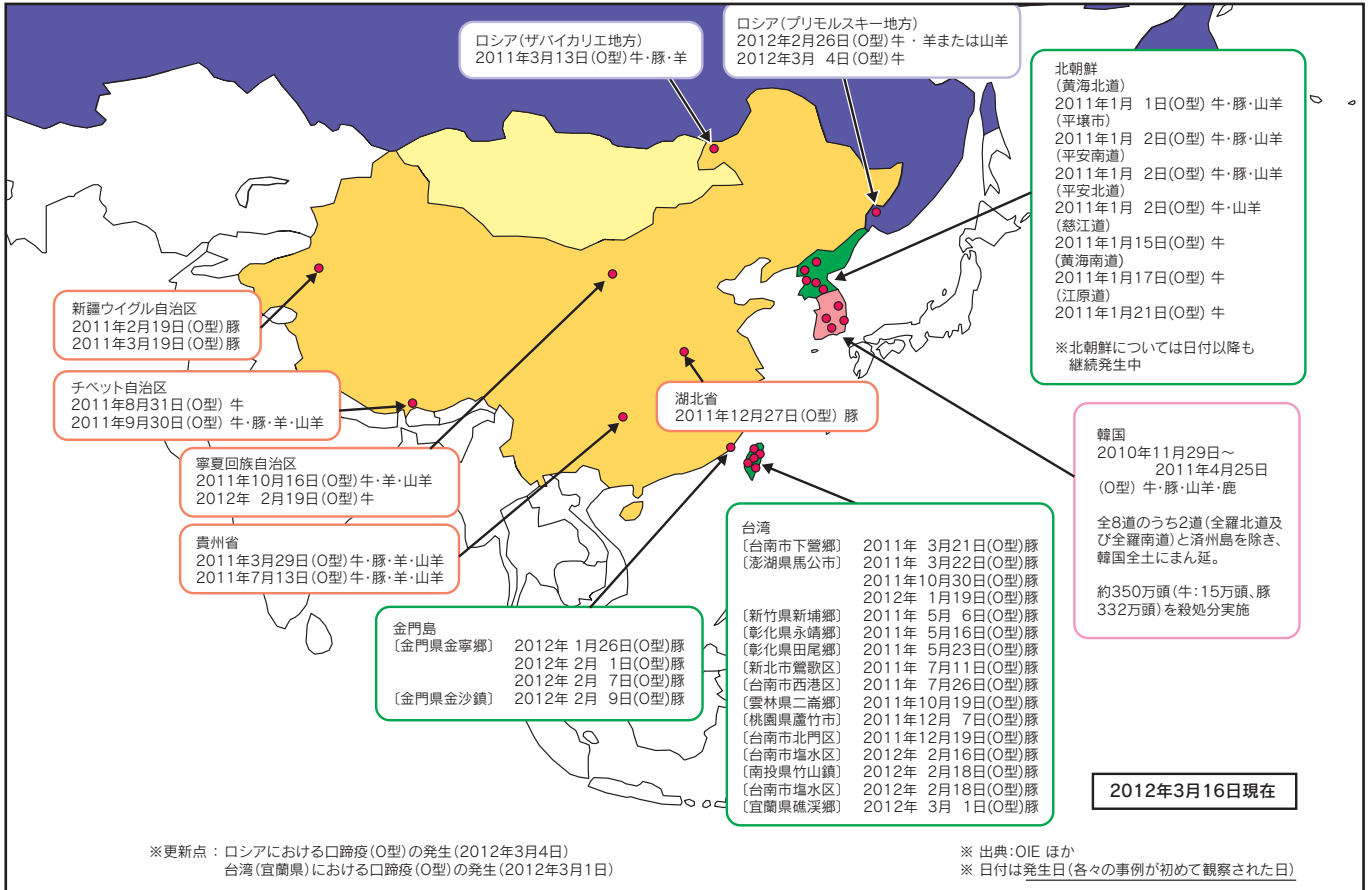 ロシア(ザバイカリエ地方)
2011年3月13日(O型)牛・豚・羊
ロシア(プリモルスキー地方)
2012年2月26日(O型)牛・羊または山羊
2012年3月 4日(O型)牛
北朝鮮
(黄海北道)
2011年1月 1日(O型) 牛・豚・山羊
(平壌市)
2011年1月 2日(O型) 牛・豚・山羊
(平安南道)
2011年1月 2日(O型) 牛・豚・山羊
(平安北道)
2011年1月 2日(O型) 牛・山羊
(慈江道)
2011年1月15日(O型) 牛
(黄海南道)
2011年1月17日(O型) 牛
(江原道)
2011年1月21日(O型) 牛
※北朝鮮については日付以降も
継続発生中
新疆ウイグル自治区
2011年2月19日(O型)豚
2011年3月19日(O型)豚
チベット自治区
2011年8月31日(O型) 牛
2011年9月30日(O型) 牛・豚・羊・山羊
湖北省
2011年12月27日(O型) 豚
寧夏回族自治区
2011年10月16日(O型)牛・羊・山羊
2012年 2月19日(O型)牛
貴州省
2011年3月29日(O型)牛・豚・羊・山羊
2011年7月13日(O型)牛・豚・羊・山羊
韓国
2010年11月29日〜
2011年4月25日
(O型) 牛・豚・山羊・鹿
全8道のうち2道(全羅北道及
び全羅南道)と済州島を除き、
韓国全土にまん延。
約350万頭(牛:15万頭、豚
332万頭)を殺処分実施
金門島
〔金門県金寧郷〕 2012年 1月26日(O型)豚
2012年 2月 1日(O型)豚
2012年 2月 7日(O型)豚
〔金門県金沙鎮〕 2012年 2月 9日(O型)豚
台湾
〔台南市下營郷〕 2011年 3月21日(O型)豚
〔澎湖県馬公市〕 2011年 3月22日(O型)豚
2011年10月30日(O型)豚
2012年 1月19日(O型)豚
〔新竹県新埔郷〕 2011年 5月 6日(O型)豚
〔彰化県永靖郷〕 2011年 5月16日(O型)豚
〔彰化県田尾郷〕 2011年 5月23日(O型)豚
〔新北市鶯歌区〕 2011年 7月11日(O型)豚
〔台南市西港区〕 2011年 7月26日(O型)豚
〔雲林県二崙郷〕 2011年10月19日(O型)豚
〔桃園県蘆竹市〕 2011年12月 7日(O型)豚
〔台南市北門区〕 2011年12月19日(O型)豚
〔台南市塩水区〕 2012年 2月16日(O型)豚
〔南投県竹山鎮〕 2012年 2月18日(O型)豚
〔台南市塩水区〕 2012年 2月18日(O型)豚
〔宜蘭県礁渓郷〕 2012年 3月 1日(O型)豚
2012年3月16日現在
※更新点 : ロシアにおける口蹄疫(O型)の発生(2012年3月4日)
台湾(宜蘭県)における口蹄疫(O型)の発生(2012年3月1日)
※ 出典:OIE ほか
※ 日付は発生日(各々の事例が初めて観察された日)